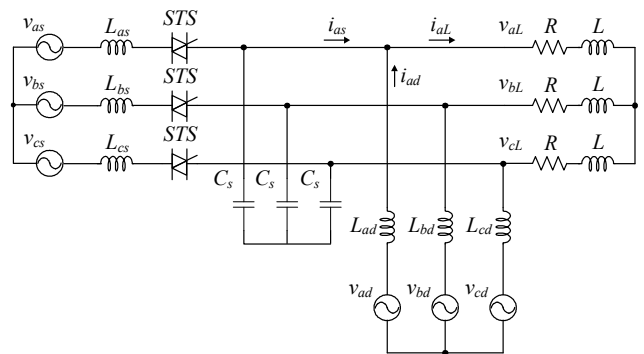 v_as L_as STS i_as i_aL v_aL R L
i_ad
v_bs L_bs STS v_bL R L
v_cs L_cs STS v_cL R L
C_s C_s C_s
L_ad L_bd L_cd
v_ad v_bd v_cd